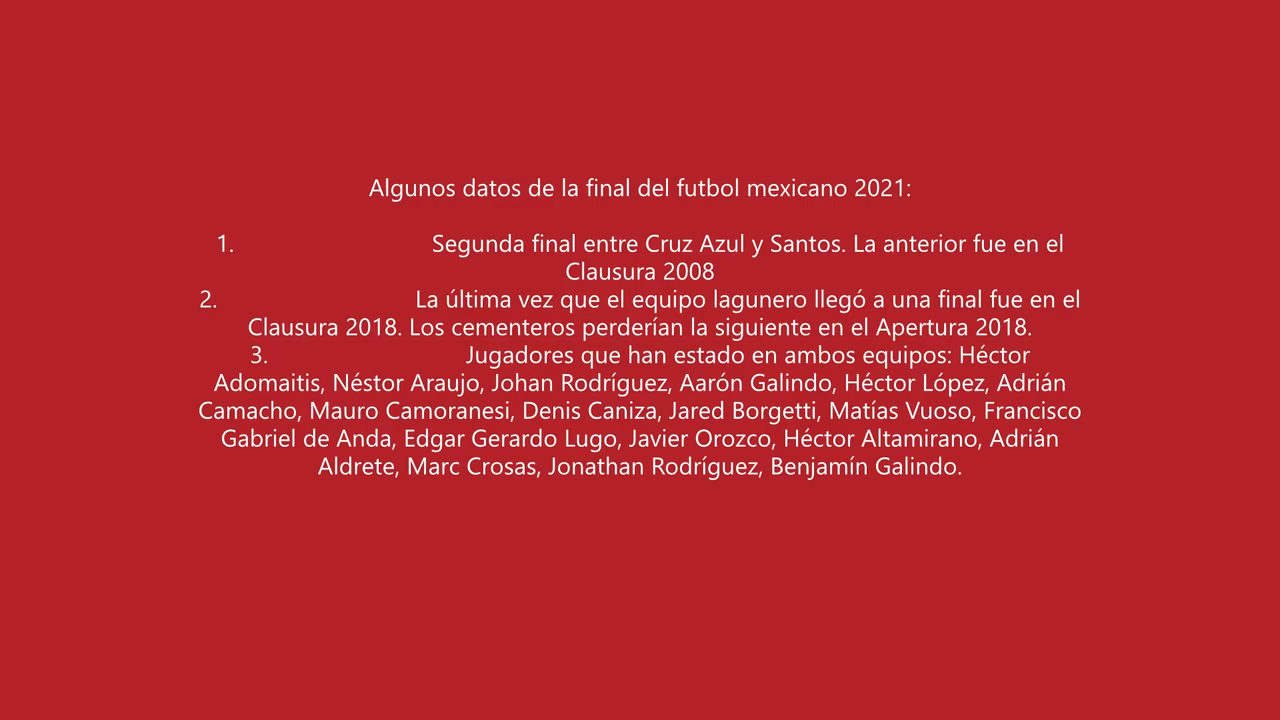 Algunos datos de la final del futbol mexicano 2021:
1. Segunda final entre Cruz Azul y Santos. La anterior fue en el
Clausura 2008
2. La última vez que el equipo lagunero llegó a una final fue en el
Clausura 2018. Los cementeros perderían la siguiente en el Apertura 2018.
3. Jugadores que han estado en ambos equipos: Héctor
Adomaitis, Néstor Araujo, Johan Rodríguez, Aarón Galindo, Héctor López, Adrián
Camacho, Mauro Camoranesi, Denis Caniza, Jared Borgetti, Matías Vuoso, Francisco
Gabriel de Anda, Edgar Gerardo Lugo, Javier Orozco, Héctor Altamirano, Adrián
Aldrete, Marc Crosas, Jonathan Rodríguez, Benjamín Galindo.